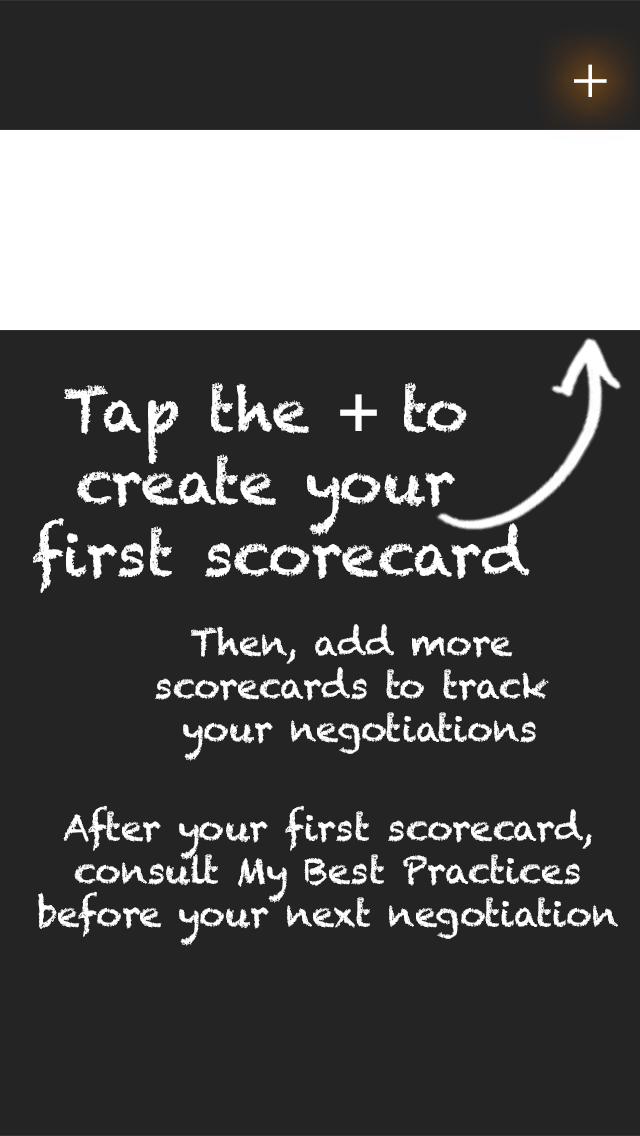 +
Tap the + to
create your
first scorecard
Then, add more
scorecards to track
your negotiations
After your first scorecard,
consult My Best Practices
before your next negotiation